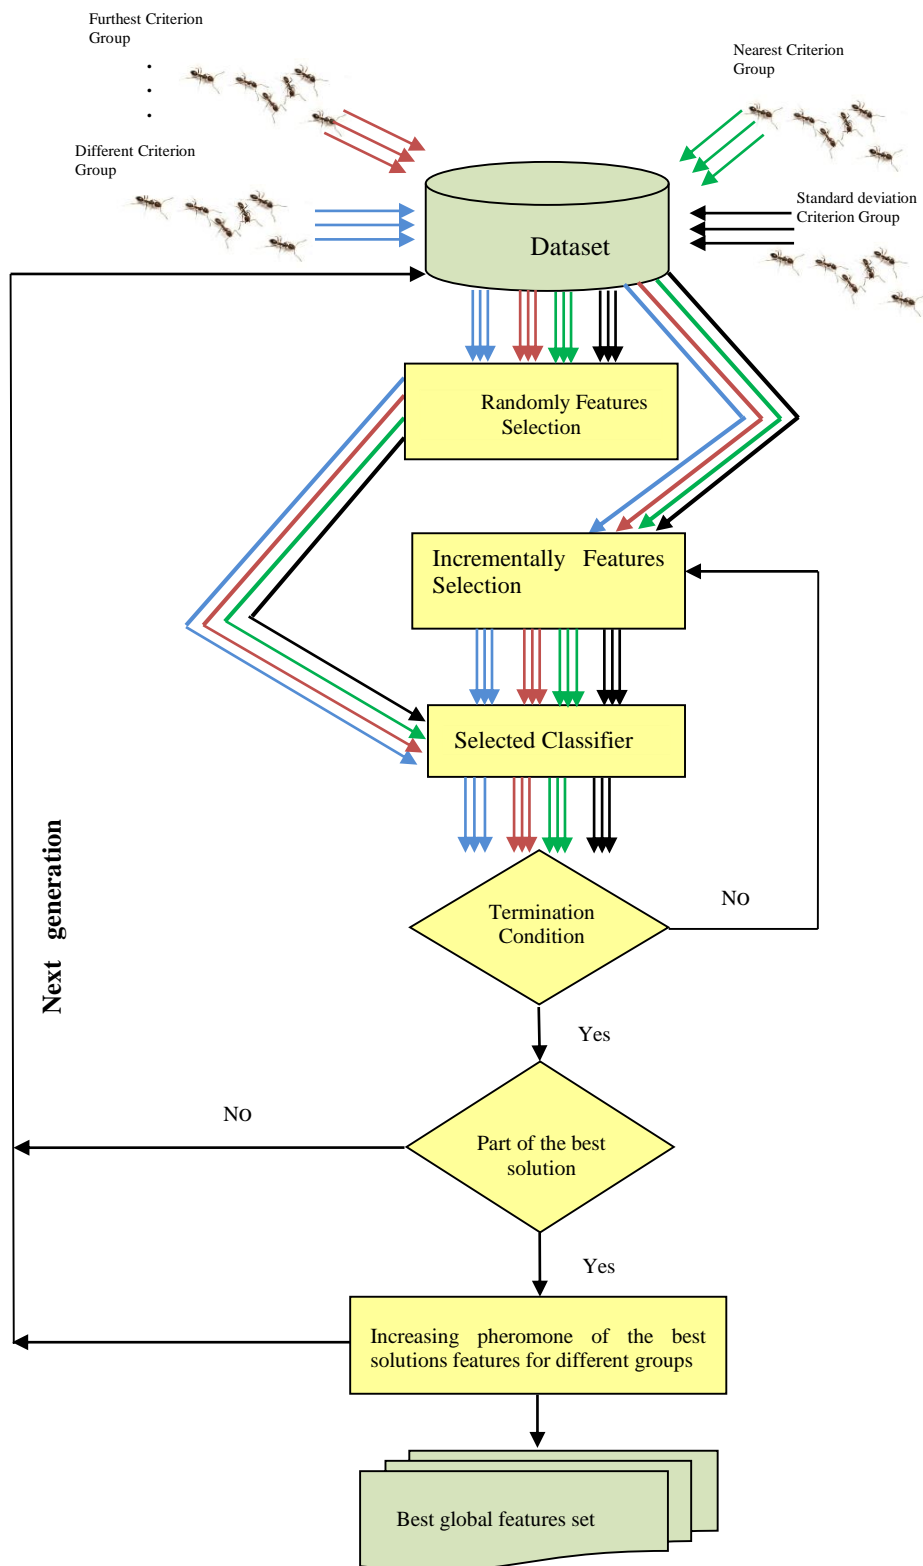 Furthest Criterion
Group
Nearest Criterion
Group
Different Criterion
Group
Standard deviation
Criterion Group
Dataset
Randomly Features
Selection
Incrementally Features
Selection
Selected Classifier
Termination
Condition
No
Yes
Next generation
Part of the best
solution
No
Yes
Increasing pheromone of the best
solutions features for different groups
Best global features set